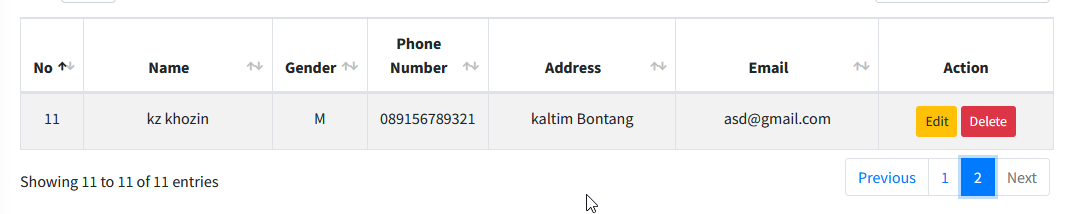 No Name Gender Phone Number Address Email Action
11 kz khozin M 089156789321 kaltim Bontang asd@gmail.com Edit Delete
Showing 11 to 11 of 11 entries Previous 1 2 Next